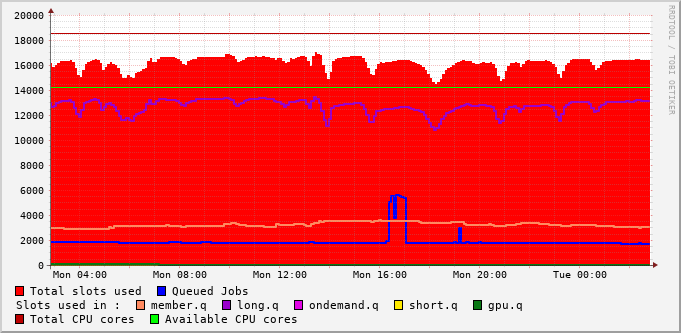 20000
18000
16000
14000
12000
10000
8000
6000
4000
2000
0
Mon 04:00 Mon 08:00 Mon 12:00 Mon 16:00 Mon 20:00 Tue 00:00
RRDTOOL / TOBI OETIKER
Total slots used Queued Jobs
Slots used in : member.q long.q ondemand.q short.q gpu.q
Total CPU cores Available CPU cores